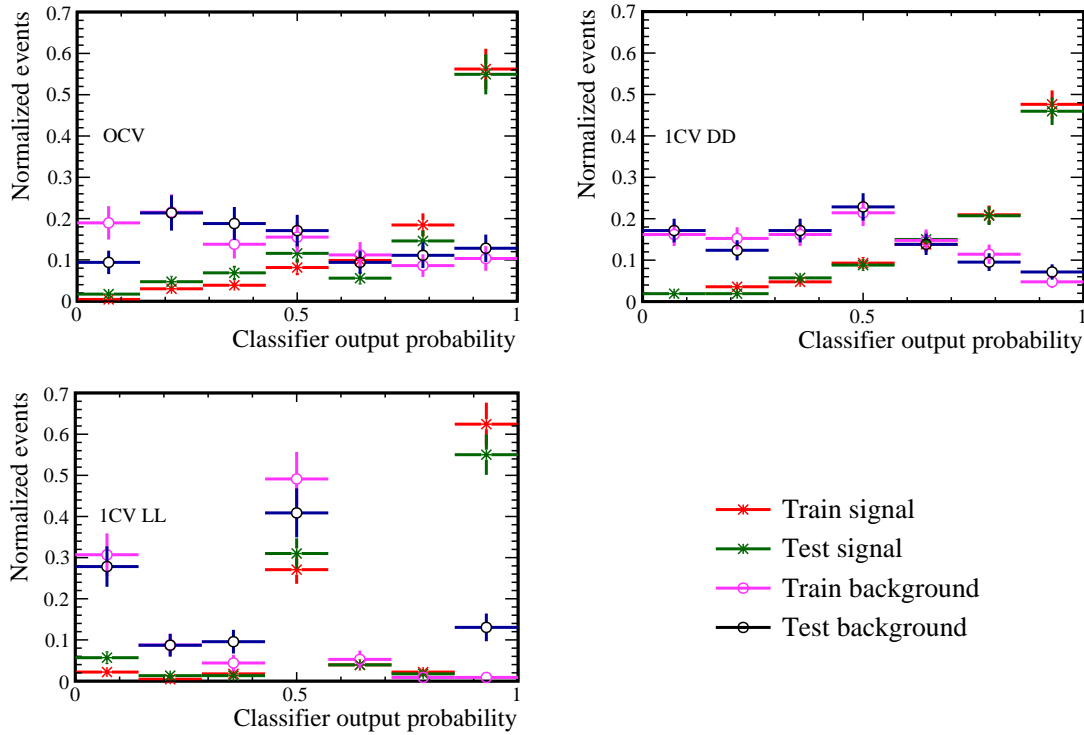 Normalized events
0.7
0.6
0.5
0.4
0.3
0.2
0.1
0
OCV
0 0.5 1
Classifier output probability
Normalized events
0.7
0.6
0.5
0.4
0.3
0.2
0.1
0
1CV DD
0 0.5 1
Classifier output probability
Normalized events
0.7
0.6
0.5
0.4
0.3
0.2
0.1
0
1CV LL
0 0.5 1
Classifier output probability
Train signal
Test signal
Train background
Test background